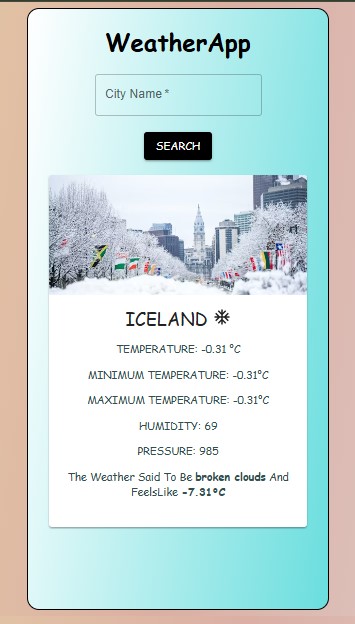 WeatherApp
City Name *
SEARCH
ICELAND ❄
TEMPERATURE: -0.31 °C
MINIMUM TEMPERATURE: -0.31°C
MAXIMUM TEMPERATURE: -0.31°C
HUMIDITY: 69
PRESSURE: 985
The Weather Said To Be broken clouds And
FeelsLike -7.31°C